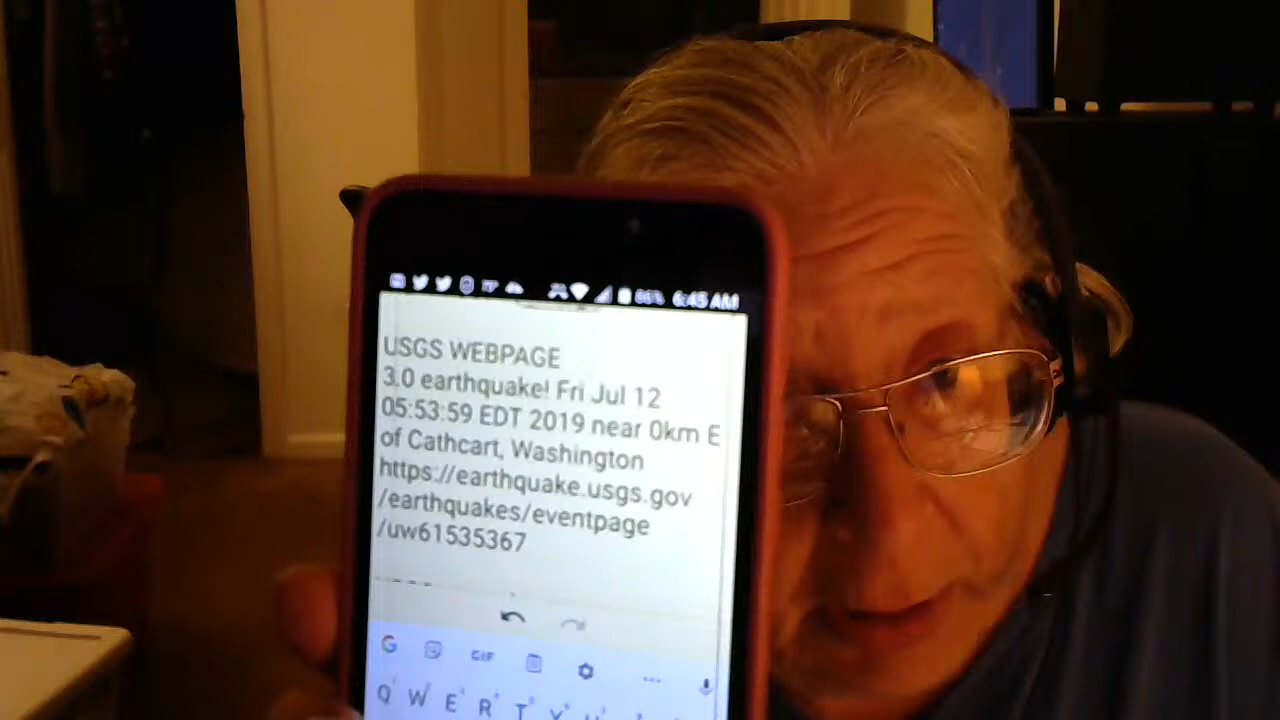 86% 6:45 AM
USGS WEBPAGE
3.0 earthquake! Fri Jul 12
05:53:59 EDT 2019 near 0km E
of Cathcart, Washington
https://earthquake.usgs.gov
/earthquakes/eventpage
/uw61535367
G GIF
Q W E R T Y U